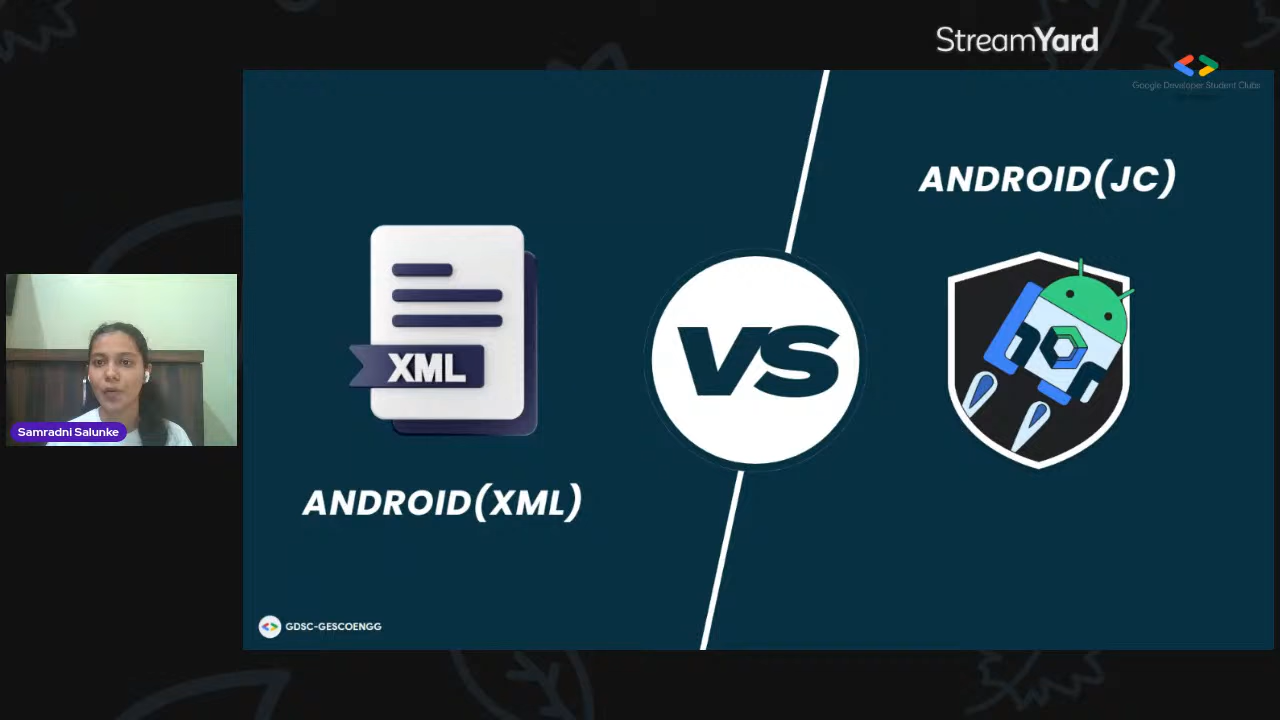 StreamYard
Google Developer Student Clubs
ANDROID(JC)
XML
VS
Samradni Salunke
ANDROID(XML)
GDSC-GESCOENGG